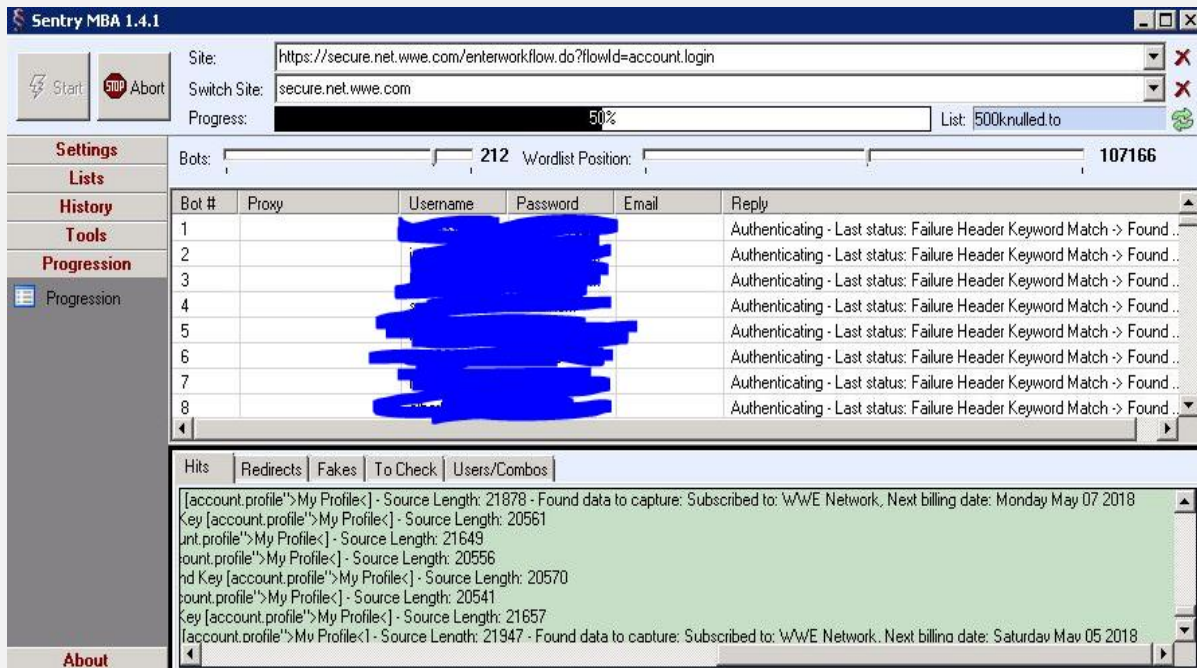 Sentry MBA 1.4.1
Start
Abort
Site: https://secure.net.wwe.com/enterworkflow.do?flowId=account.login
Switch Site: secure.net.wwe.com
Progress: 50% List: 500knulled.to
Settings
Lists
History
Tools
Progression
Progression
About
Bots: 212 Wordlist Position: 107166
Bot # Proxy Username Password Email Reply
1 Authenticating - Last status: Failure Header Keyword Match -> Found ..
2 Authenticating - Last status: Failure Header Keyword Match -> Found ..
3 Authenticating - Last status: Failure Header Keyword Match -> Found ..
4 Authenticating - Last status: Failure Header Keyword Match -> Found ..
5 Authenticating - Last status: Failure Header Keyword Match -> Found ..
6 Authenticating - Last status: Failure Header Keyword Match -> Found ..
7 Authenticating - Last status: Failure Header Keyword Match -> Found ..
8 Authenticating - Last status: Failure Header Keyword Match -> Found ..
Hits Redirects Fakes To Check Users/Combos
[account.profile">My Profile<] - Source Length: 21878 - Found data to capture: Subscribed to: WWE Network, Next billing date: Monday May 07 2018
Key [account.profile">My Profile<] - Source Length: 20561
unt.profile">My Profile<] - Source Length: 21649
ount.profile">My Profile<] - Source Length: 20556
nd Key [account.profile">My Profile<] - Source Length: 20570
count.profile">My Profile<] - Source Length: 20541
Key [account.profile">My Profile<] - Source Length: 21657
[account.profile">My Profile<] - Source Length: 21947 - Found data to capture: Subscribed to: WWE Network, Next billing date: Saturday May 05 2018